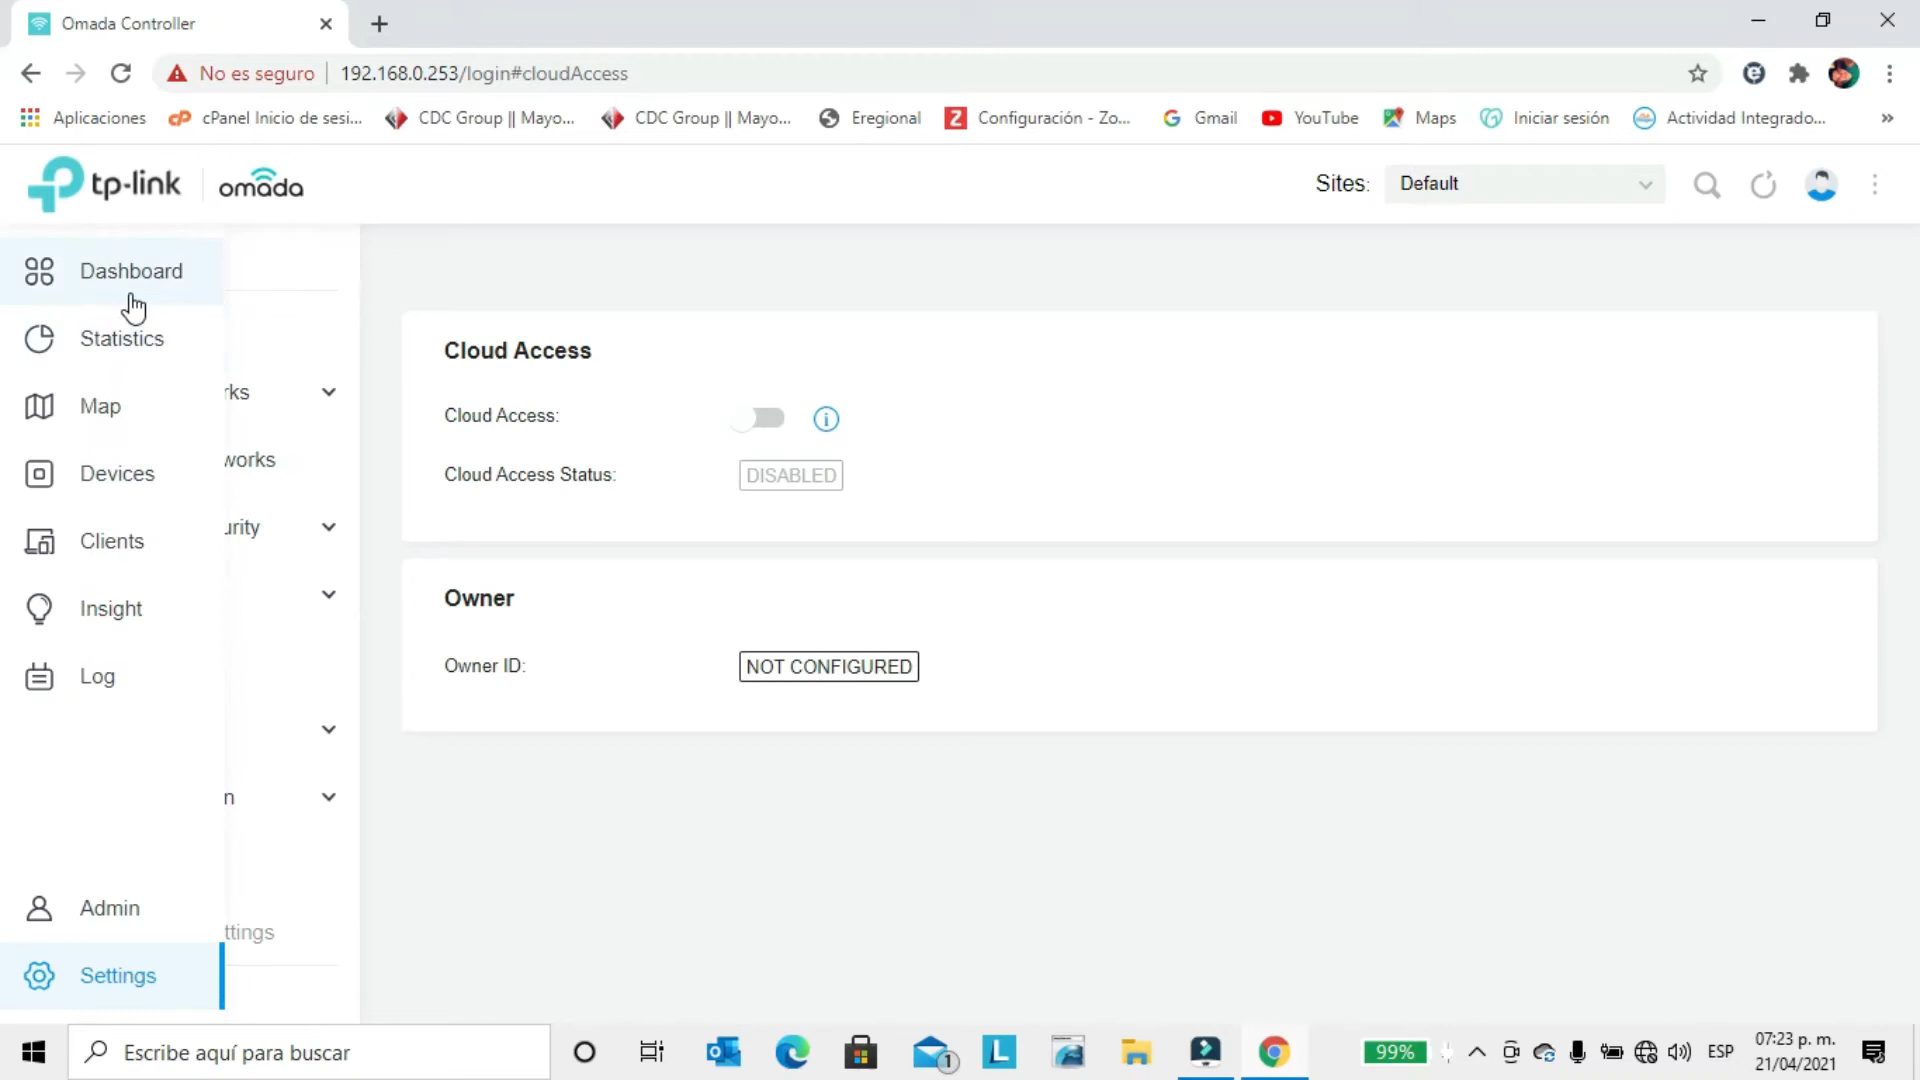 Omada Controller
No es seguro
192.168.0.253/login#cloudAccess
Aplicaciones
cPanel Inicio de sesi...
CDC Group || Mayo...
CDC Group || Mayo...
Eregional
Configuración - Zo...
Gmail
YouTube
Maps
Iniciar sesión
Actividad Integrado...
»
tp-link
omada
Sites:
Default
Dashboard
Statistics
rks
Map
works
Devices
urity
Clients
Insight
Log
n
Admin
ttings
Settings
Cloud Access
Cloud Access:
Cloud Access Status:
DISABLED
Owner
Owner ID:
NOT CONFIGURED
Escribe aquí para buscar
1
L
99%
ESP
07:23 p. m.
21/04/2021